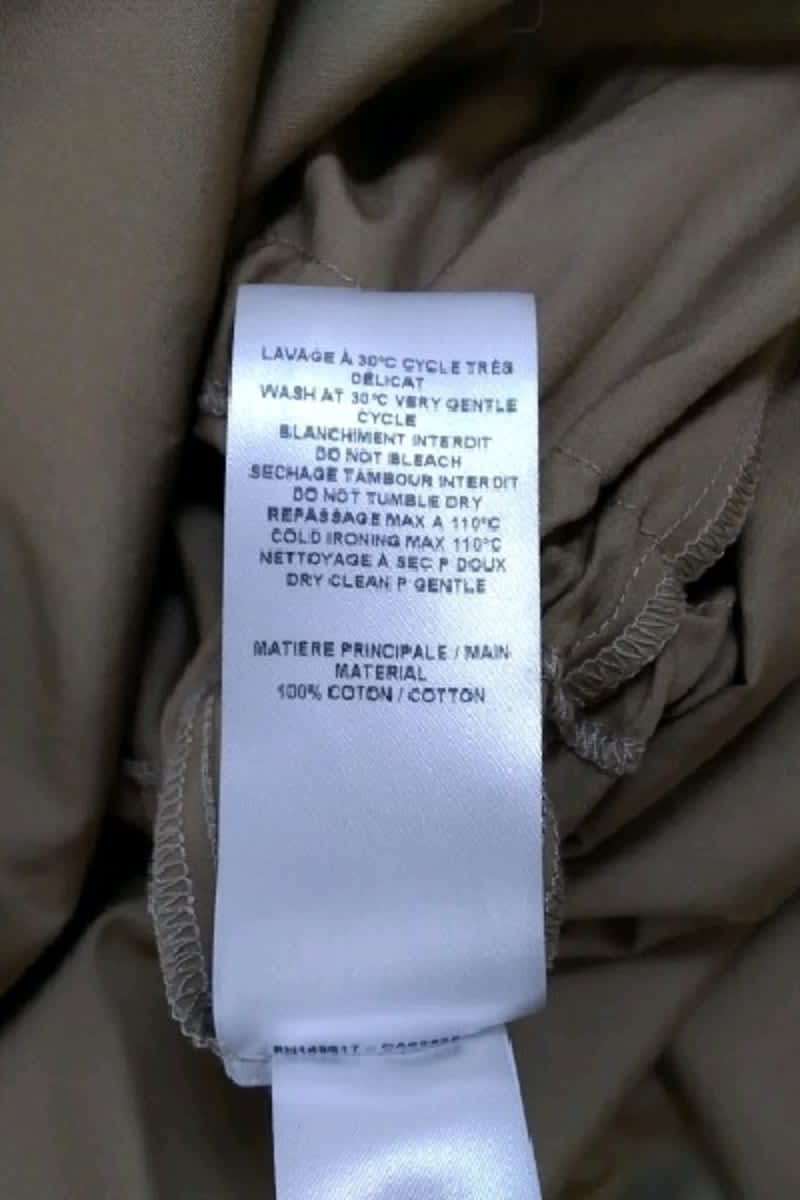 LAVAGE À 30°C CYCLE TRÈS
DÉLICAT
WASH AT 30°C VERY GENTLE
CYCLE
BLANCHIMENT INTERDIT
DO NOT BLEACH
SECHAGE TAMBOUR INTERDIT
DO NOT TUMBLE DRY
REPASSAGE MAX A 110°C
COLD IRONING MAX 110°C
NETTOYAGE À SEC P DOUX
DRY CLEAN P GENTLE
MATIERE PRINCIPALE / MAIN
MATERIAL
100% COTON / COTTON